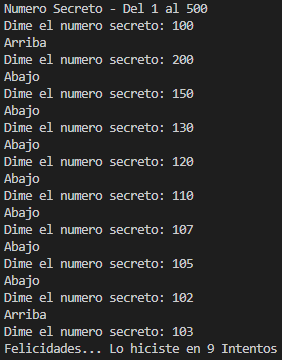 Numero Secreto - Del 1 al 500
Dime el numero secreto: 100
Arriba
Dime el numero secreto: 200
Abajo
Dime el numero secreto: 150
Abajo
Dime el numero secreto: 130
Abajo
Dime el numero secreto: 120
Abajo
Dime el numero secreto: 110
Abajo
Dime el numero secreto: 107
Abajo
Dime el numero secreto: 105
Abajo
Dime el numero secreto: 102
Arriba
Dime el numero secreto: 103
Felicidades... Lo hiciste en 9 Intentos